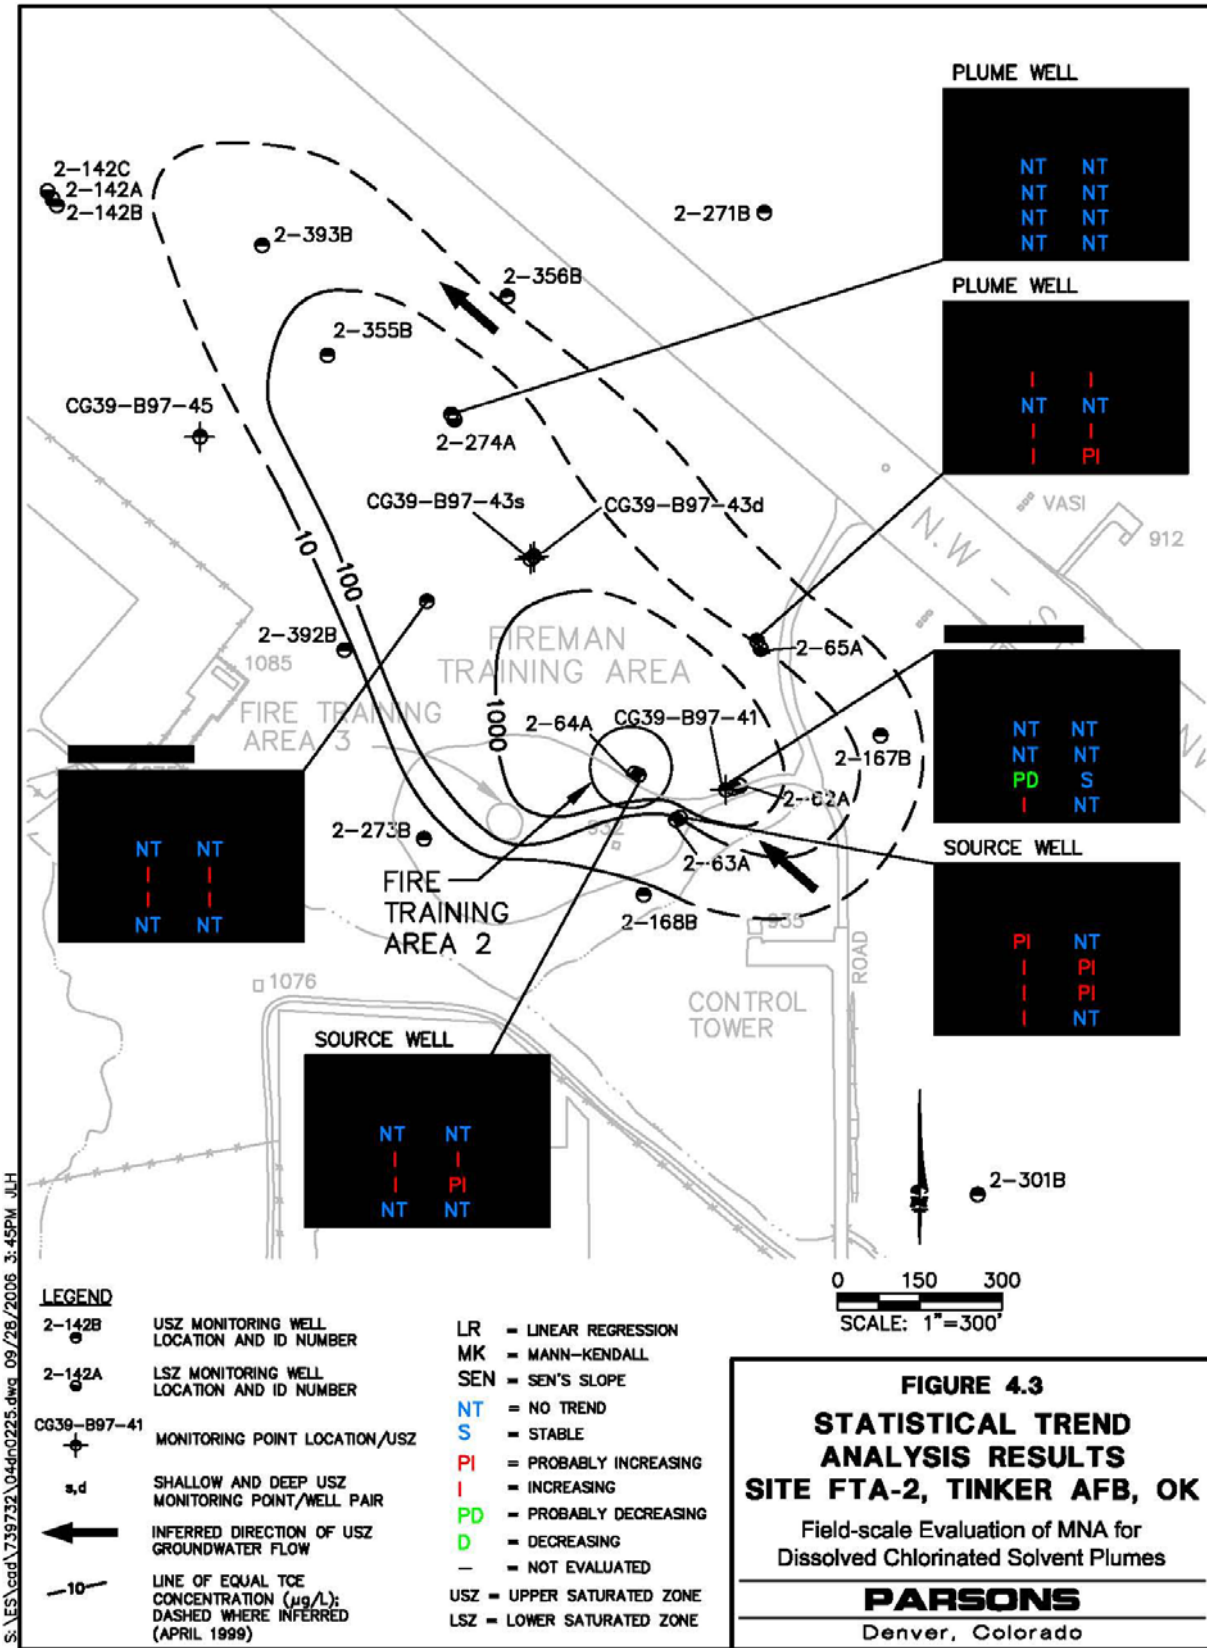 PLUME WELL
NT NT
NT NT
NT NT
NT NT
2-142C
2-142A
2-142B
2-271B
2-393B
2-356B
PLUME WELL
I I
NT NT
I I
I PI
2-355B
CG39-B97-45
2-274A
CG39-B97-43s
CG39-B97-43d
VASI
912
N.W
10
100
2-392B
1085
FIREMAN
TRAINING AREA
2-65A
FIRE TRAINING
AREA 3
1000
2-64A
CG39-B97-41
2-167B
NT NT
NT NT
PD S
I NT
2-62A
2-273B
932
2-63A
SOURCE WELL
PI NT
I PI
I PI
I NT
NT NT
I I
I I
NT NT
FIRE
TRAINING
AREA 2
2-168B
935
ROAD
1076
CONTROL
TOWER
SOURCE WELL
NT NT
I I
I PI
NT NT
2-301B
0 150 300
SCALE: 1"=300'
S:\ES\cad\739732\04dn0225.dwg 09/28/2006 3:45PM JLH
LEGEND
2-142B USZ MONITORING WELL
LOCATION AND ID NUMBER
2-142A LSZ MONITORING WELL
LOCATION AND ID NUMBER
CG39-B97-41
MONITORING POINT LOCATION/USZ
s,d SHALLOW AND DEEP USZ
MONITORING POINT/WELL PAIR
INFERRED DIRECTION OF USZ
GROUNDWATER FLOW
10 LINE OF EQUAL TCE
CONCENTRATION (µg/L);
DASHED WHERE INFERRED
(APRIL 1999)
LR = LINEAR REGRESSION
MK = MANN-KENDALL
SEN = SEN'S SLOPE
NT = NO TREND
S = STABLE
PI = PROBABLY INCREASING
I = INCREASING
PD = PROBABLY DECREASING
D = DECREASING
— = NOT EVALUATED
USZ = UPPER SATURATED ZONE
LSZ = LOWER SATURATED ZONE
FIGURE 4.3
STATISTICAL TREND
ANALYSIS RESULTS
SITE FTA-2, TINKER AFB, OK
Field-scale Evaluation of MNA for
Dissolved Chlorinated Solvent Plumes
PARSONS
Denver, Colorado